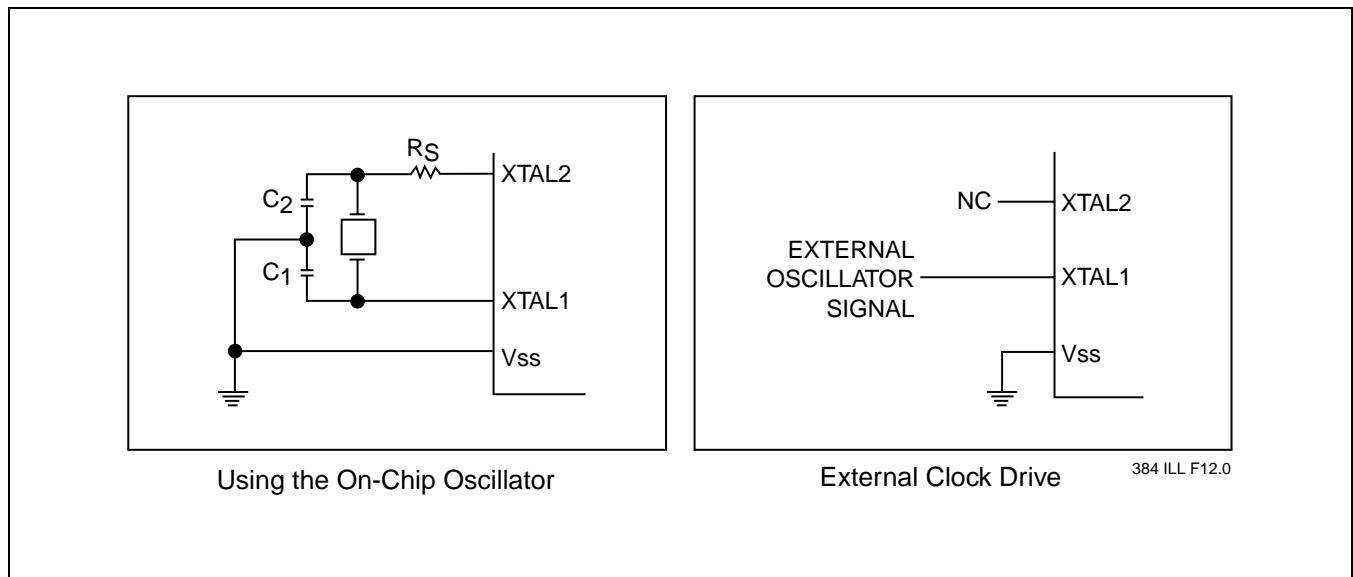 RS
XTAL2
C2
C1
XTAL1
Vss
Using the On-Chip Oscillator
NC
XTAL2
EXTERNAL
OSCILLATOR
SIGNAL
XTAL1
Vss
External Clock Drive
384 ILL F12.0